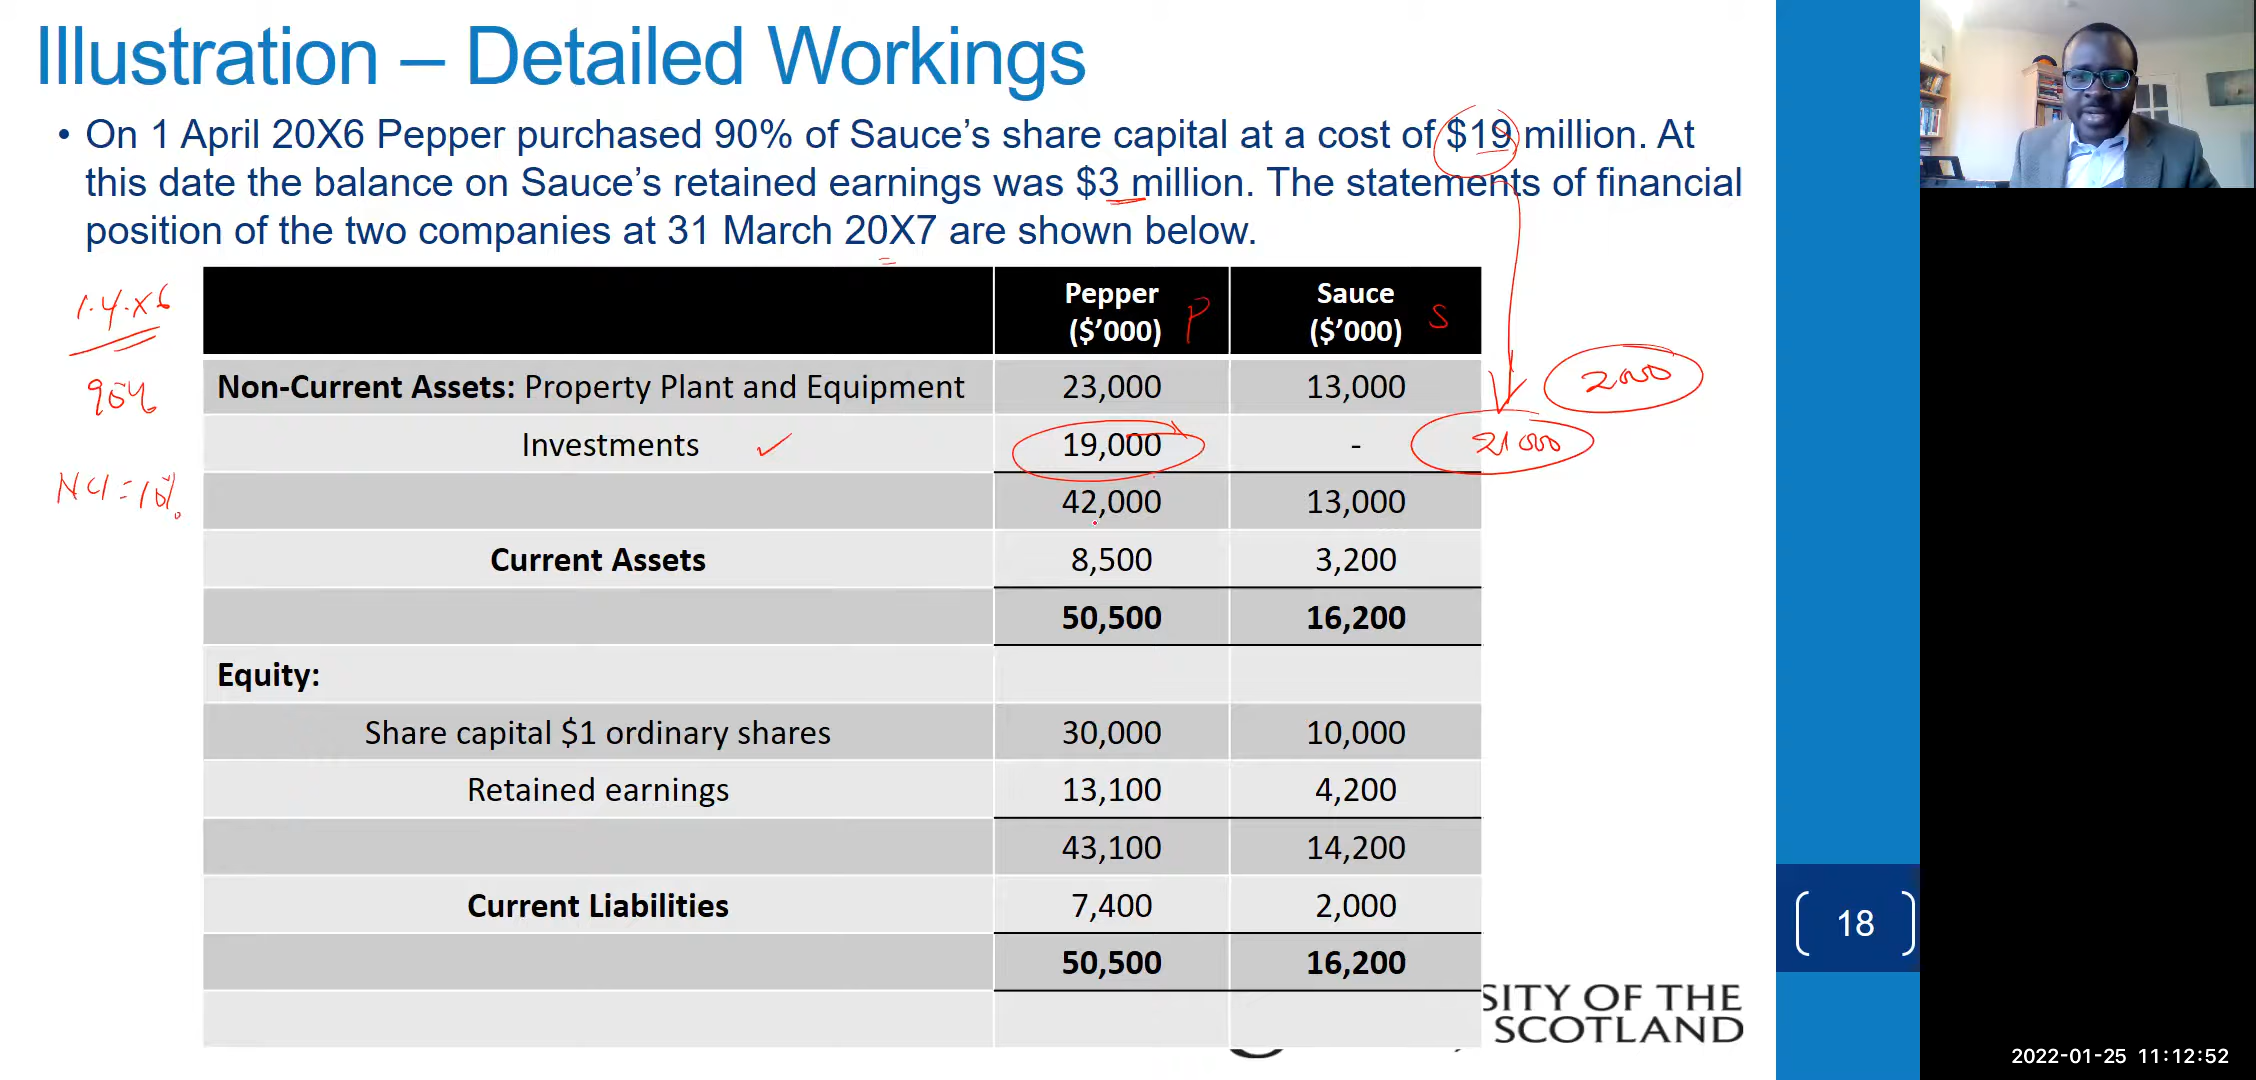 Illustration – Detailed Workings
• On 1 April 20X6 Pepper purchased 90% of Sauce’s share capital at a cost of $19 million. At
this date the balance on Sauce’s retained earnings was $3 million. The statements of financial
position of the two companies at 31 March 20X7 are shown below.
1.4.X6
90%
NCI = 10%
Pepper ($’000) P Sauce ($’000) S
Non-Current Assets: Property Plant and Equipment 23,000 13,000 2000
Investments 19,000 - 21000
42,000 13,000
Current Assets 8,500 3,200
50,500 16,200
Equity:
Share capital $1 ordinary shares 30,000 10,000
Retained earnings 13,100 4,200
43,100 14,200
Current Liabilities 7,400 2,000
50,500 16,200
18
SITY OF THE
SCOTLAND
2022-01-25 11:12:52